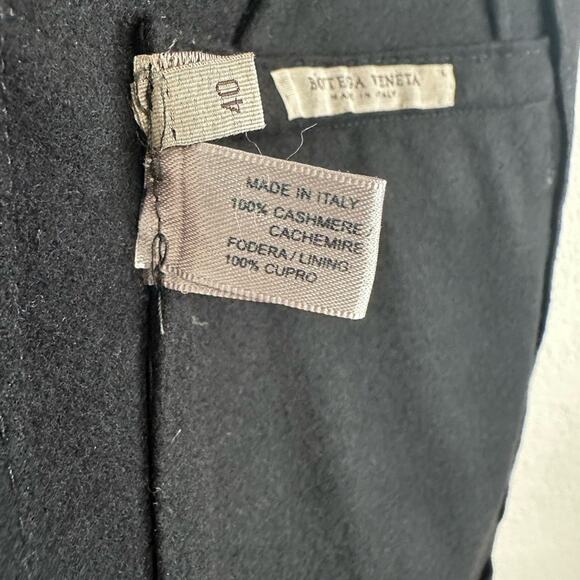 BOTTEGA VENETA
MADE IN ITALY
40
MADE IN ITALY
100% CASHMERE
CACHEMIRE
FODERA / LINING
100% CUPRO